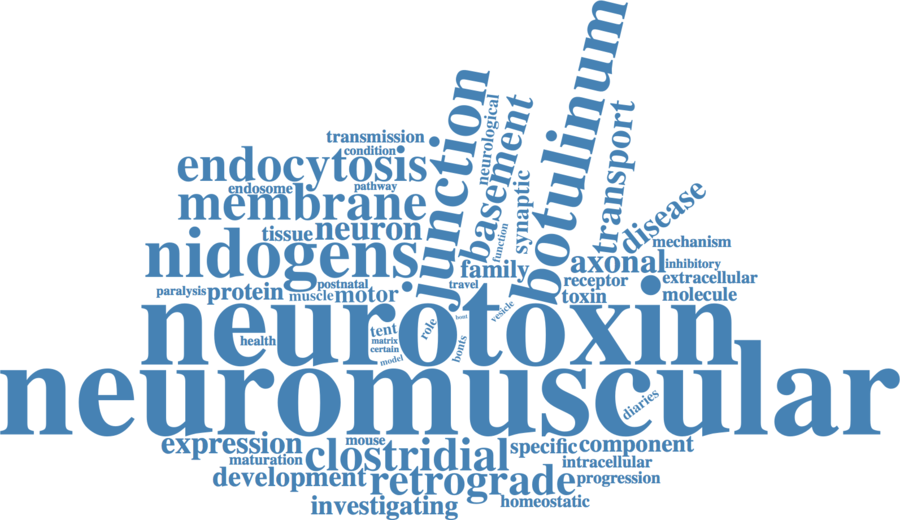 botulinum
junction
neurological
basement
transport
transmission
condition
endocytosis
endosome
pathway
membrane
synaptic
disease
tissue
neuron
function
mechanism
nidogens
family
axonal
inhibitory
receptor
extracellular
travel
postnatal
paralysis
protein
muscle
motor
toxin
molecule
neurotoxin
vesicle
role
tent
health
matrix
certain
model
bonts
neuromuscular
diaries
expression
mouse
clostridial
specific
component
maturation
intracellular
development
retrograde
progression
investigating
homeostatic